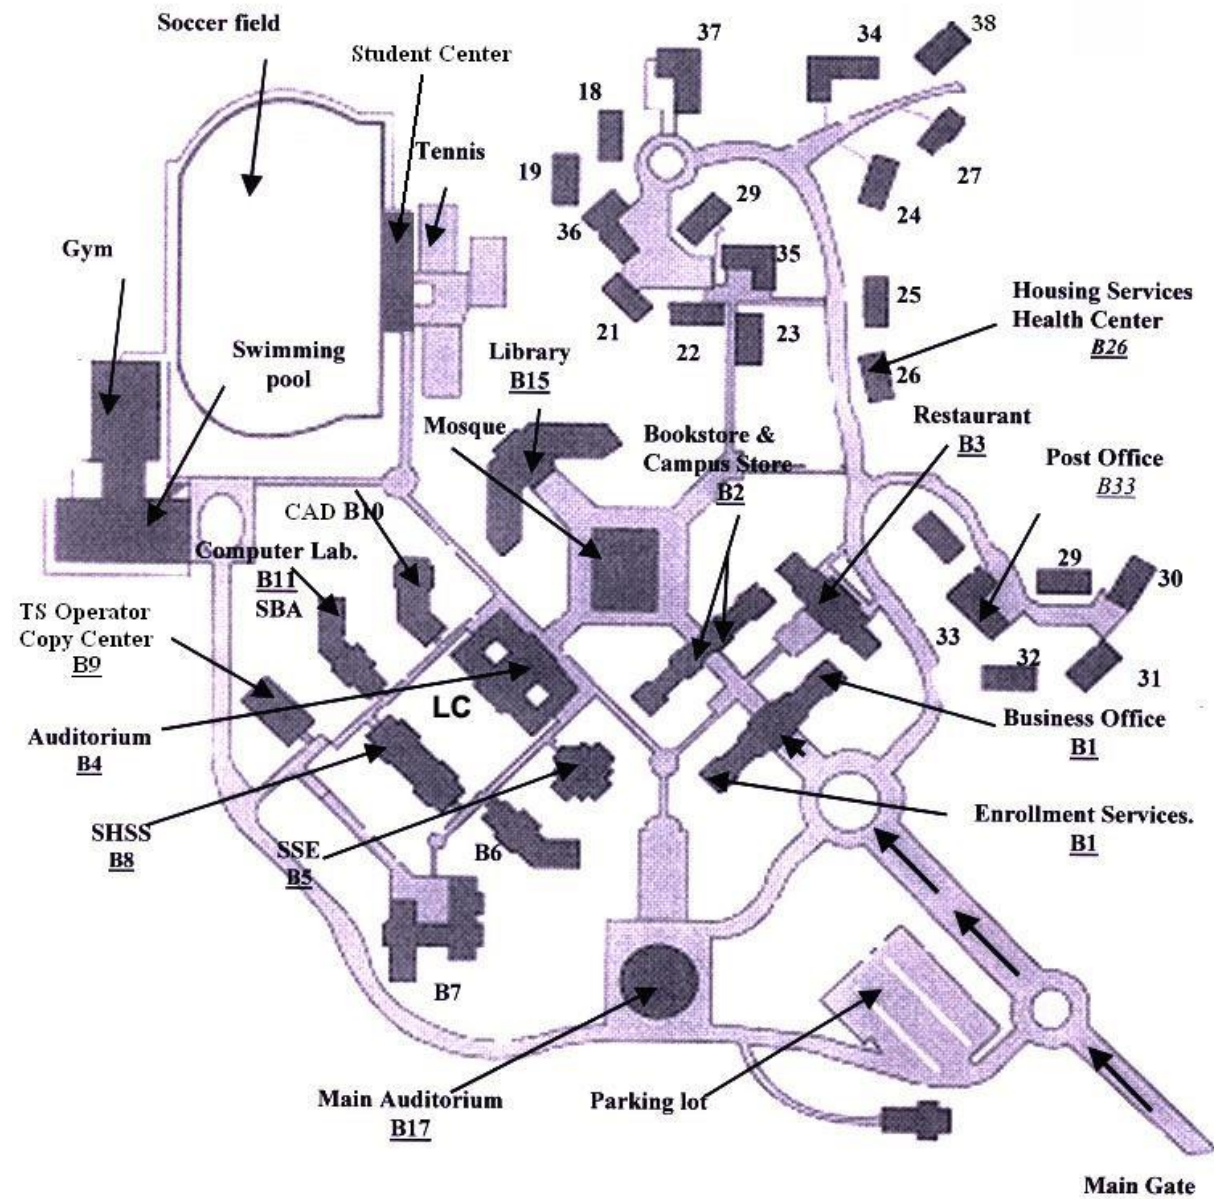 Soccer field
Student Center
37
34
38
18
Tennis
19
29
27
24
36
Gym
35
25
Housing Services
Health Center
B26
21
22
23
Swimming
pool
Library
B15
26
Restaurant
B3
Mosque
Bookstore &
Campus Store
B2
Post Office
B33
CAD B10
Computer Lab.
B11
SBA
29
30
TS Operator
Copy Center
B9
33
32
31
LC
Auditorium
B4
Business Office
B1
Enrollment Services.
B1
SHSS
B8
SSE
B5
B6
B7
Main Auditorium
B17
Parking lot
Main Gate